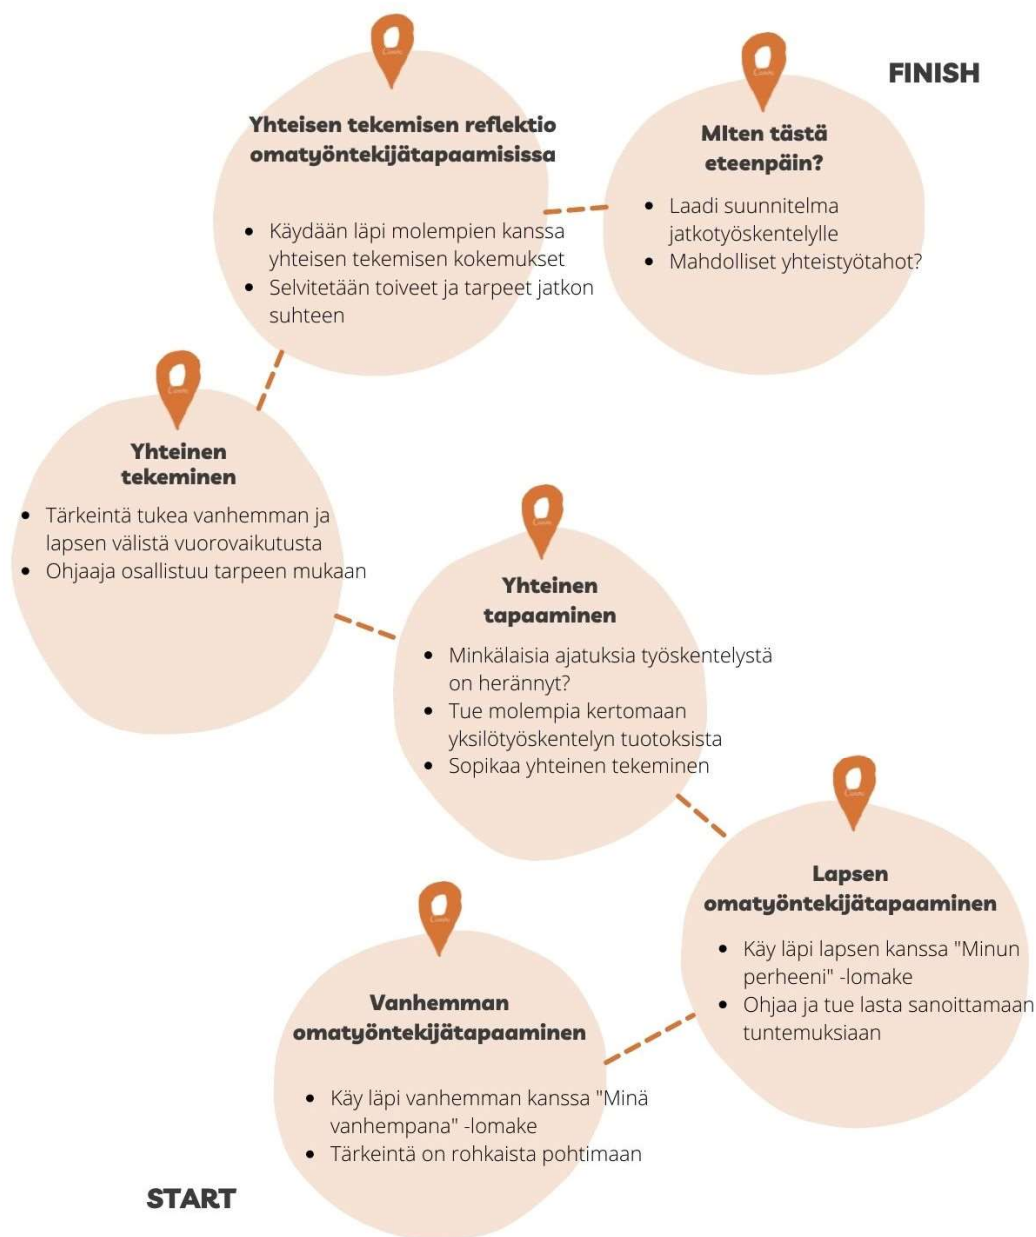 FINISH
Yhteisen tekemisen reflektio
omatyöntekijätapaamisissa
• Käydään läpi molempien kanssa
yhteisen tekemisen kokemukset
• Selvitetään toiveet ja tarpeet jatkon
suhteen
MIten tästä
eteenpäin?
• Laadi suunnitelma
jatkotyöskentelylle
• Mahdolliset yhteistyötahot?
Yhteinen
tekeminen
• Tärkeintä tukea vanhemman ja
lapsen välistä vuorovaikutusta
• Ohjaaja osallistuu tarpeen mukaan
Yhteinen
tapaaminen
• Minkälaisia ajatuksia työskentelystä
on herännyt?
• Tue molempia kertomaan
yksilötyöskentelyn tuotoksista
• Sopikaa yhteinen tekeminen
Lapsen
omatyöntekijätapaaminen
• Käy läpi lapsen kanssa "Minun
perheeni" -lomake
• Ohjaa ja tue lasta sanoittamaan
tuntemuksiaan
Vanhemman
omatyöntekijätapaaminen
• Käy läpi vanhemman kanssa "Minä
vanhempana" -lomake
• Tärkeintä on rohkaista pohtimaan
START